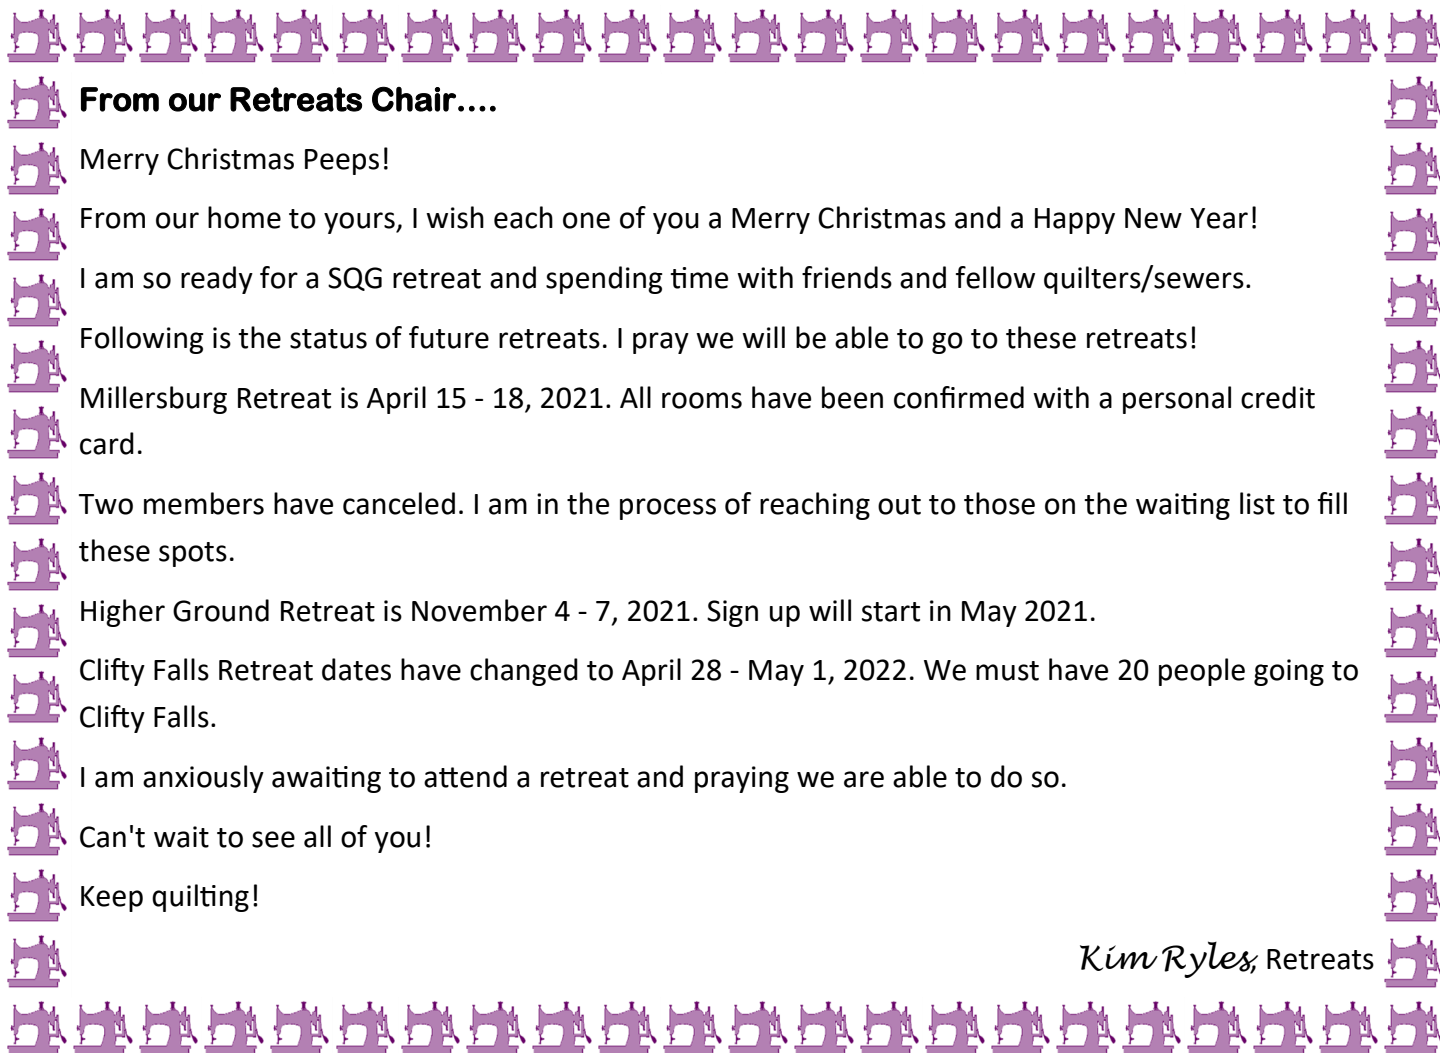 From our Retreats Chair....
Merry Christmas Peeps!
From our home to yours, I wish each one of you a Merry Christmas and a Happy New Year!
I am so ready for a SQG retreat and spending time with friends and fellow quilters/sewers.
Following is the status of future retreats. I pray we will be able to go to these retreats!
Millersburg Retreat is April 15 - 18, 2021. All rooms have been confirmed with a personal credit
card.
Two members have canceled. I am in the process of reaching out to those on the waiting list to fill
these spots.
Higher Ground Retreat is November 4 - 7, 2021. Sign up will start in May 2021.
Clifty Falls Retreat dates have changed to April 28 - May 1, 2022. We must have 20 people going to
Clifty Falls.
I am anxiously awaiting to attend a retreat and praying we are able to do so.
Can't wait to see all of you!
Keep quilting!
Kim Ryles, Retreats